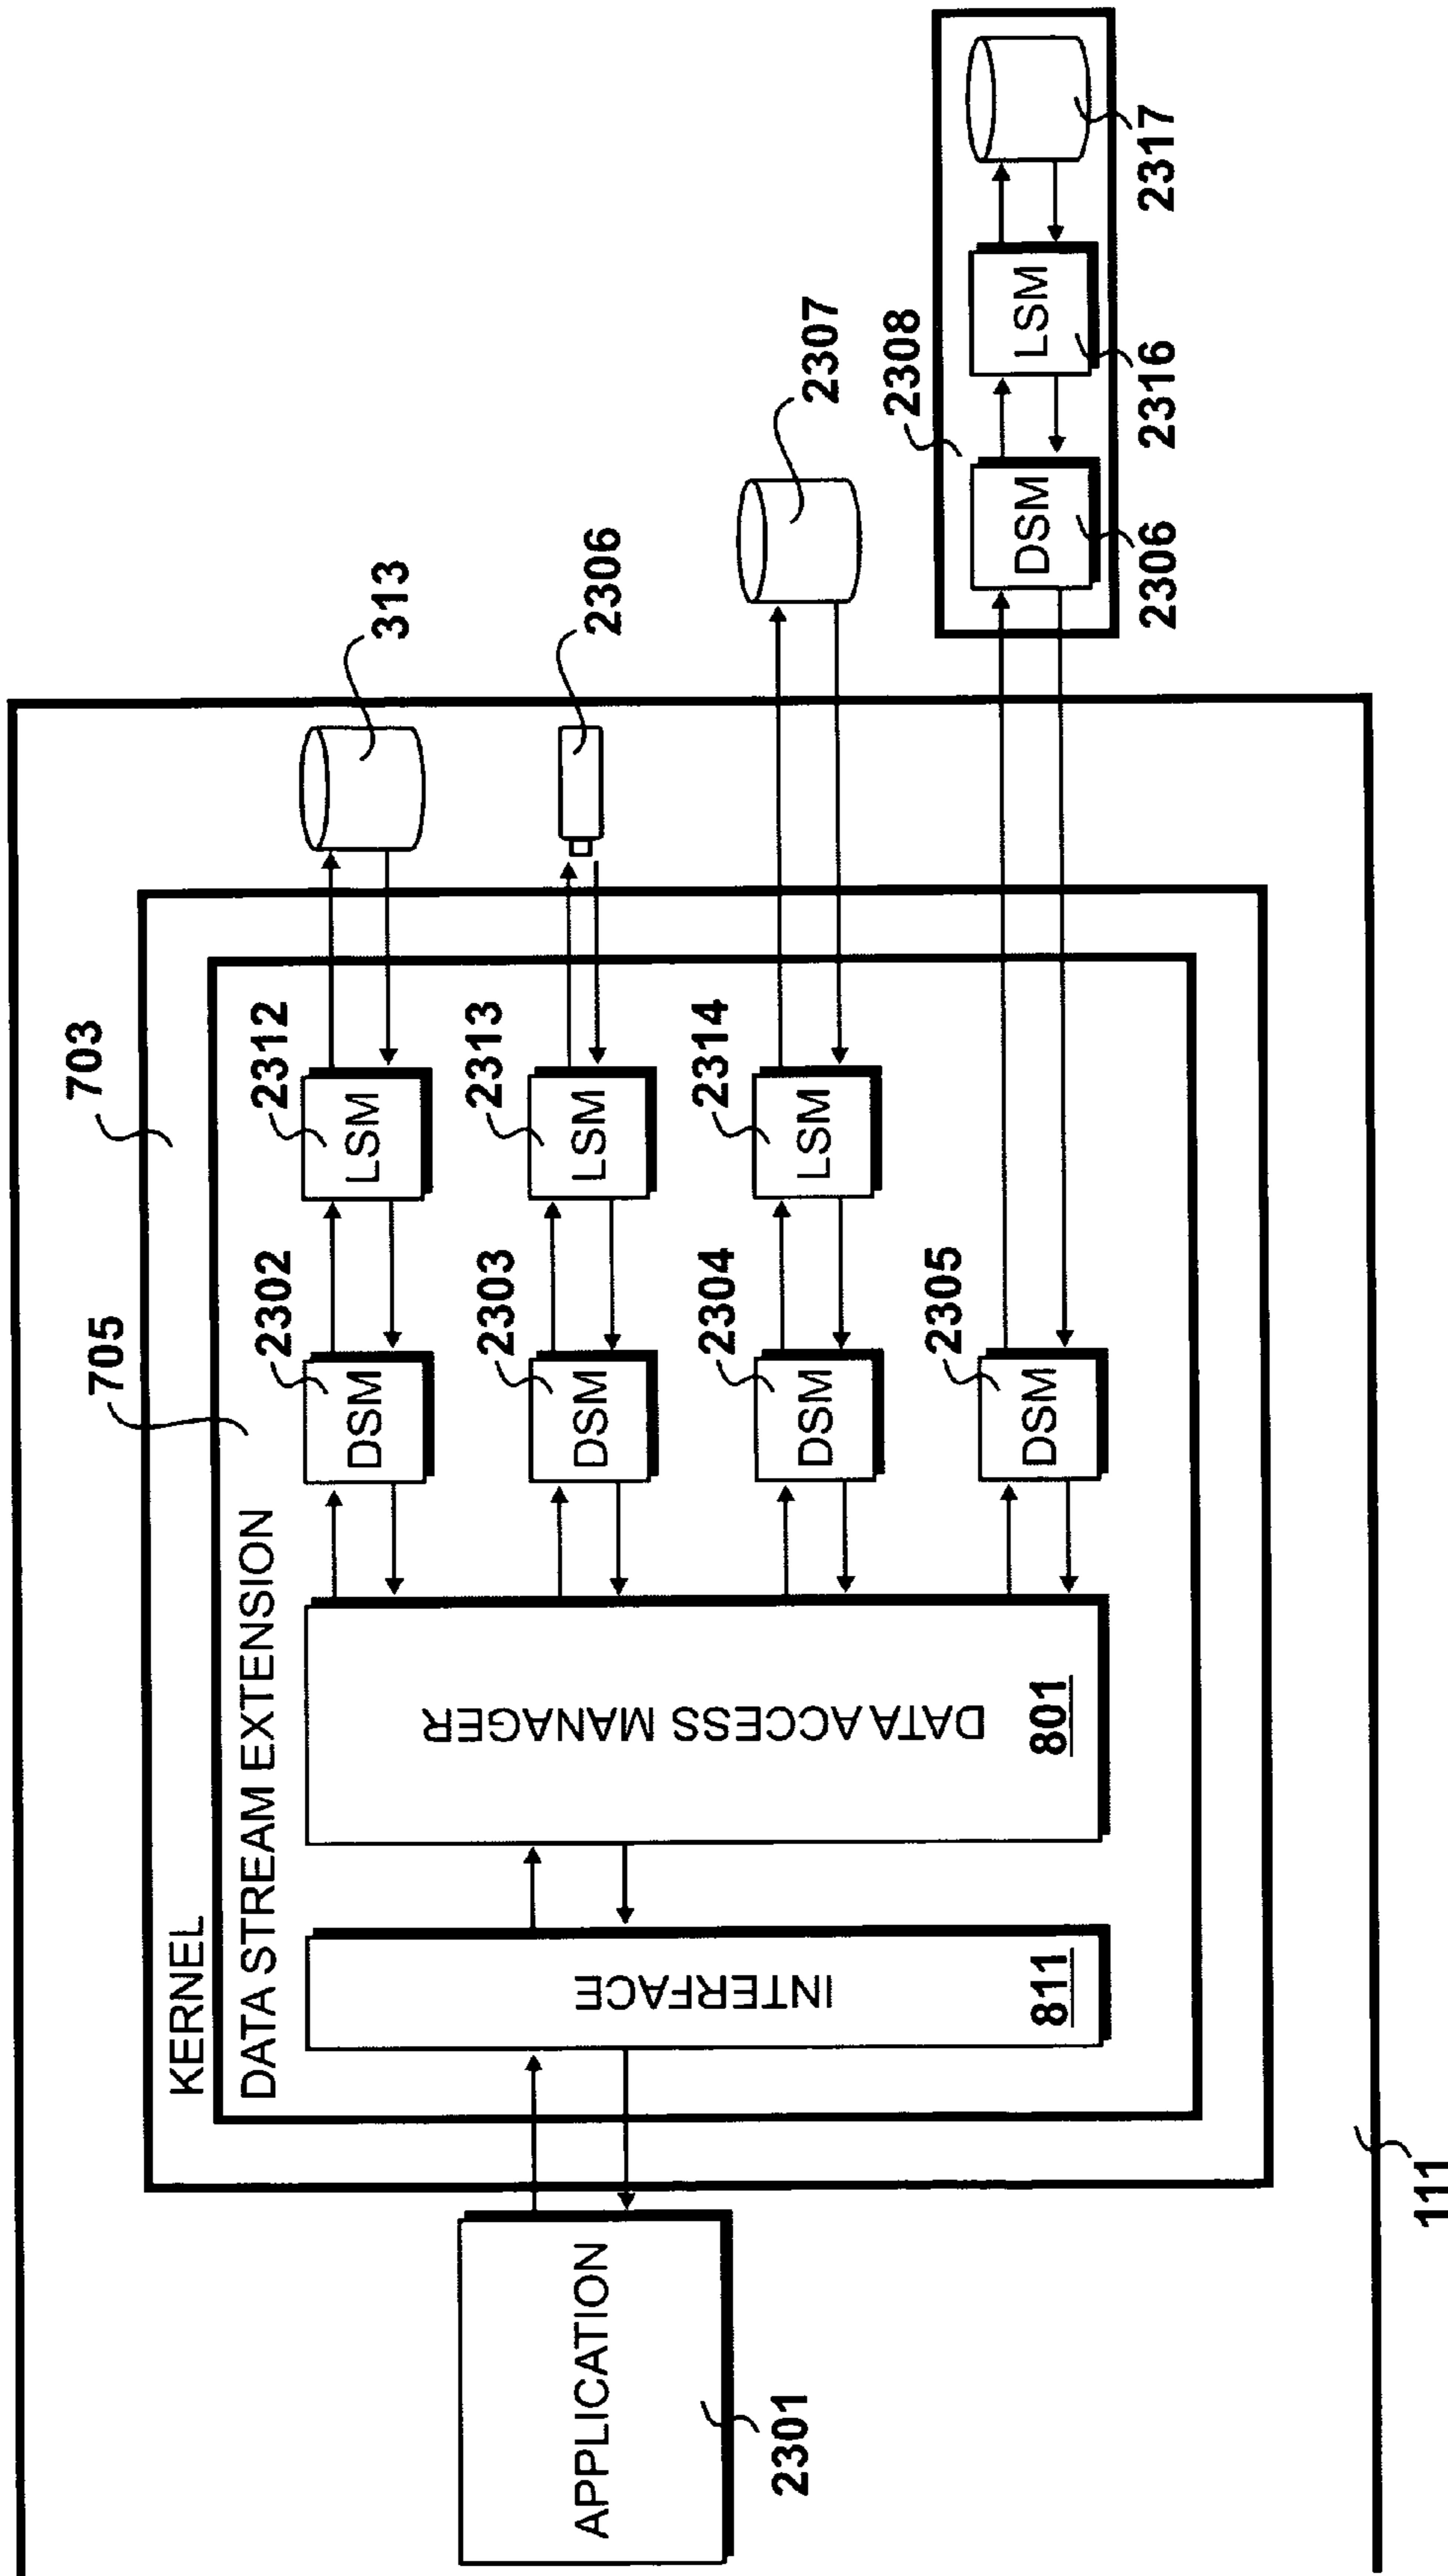 703
705
KERNEL
DATA STREAM EXTENSION
APPLICATION
2301
INTERFACE
811
DATA ACCESS MANAGER
801
DSM
2302
LSM
2312
313
DSM
2303
LSM
2313
2306
DSM
2304
LSM
2314
2307
DSM
2305
2308
DSM
2306
LSM
2316
2317
111